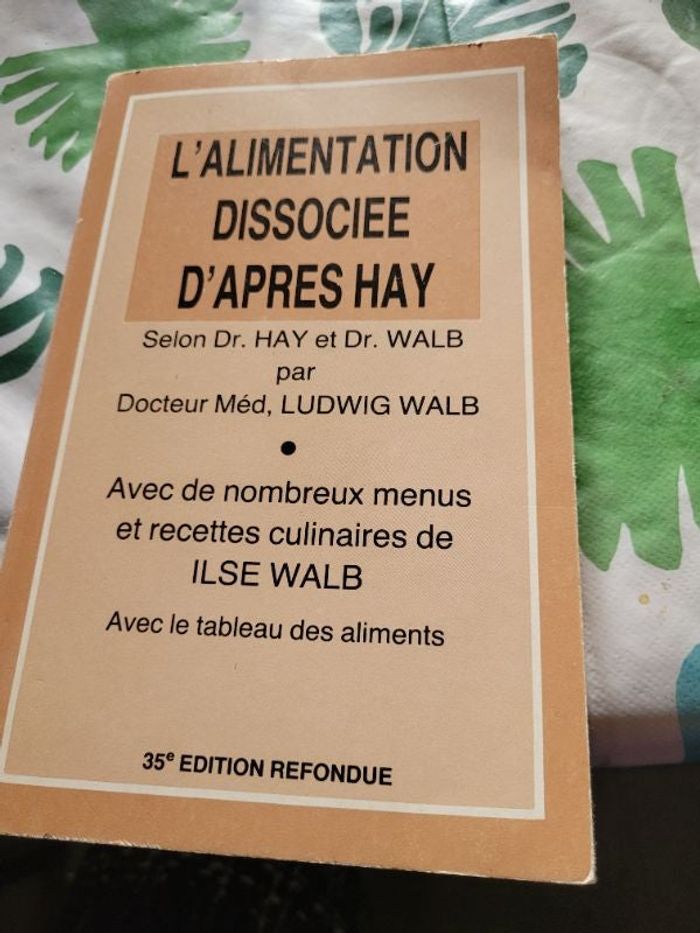 L'ALIMENTATION
DISSOCIEE
D'APRES HAY
Selon Dr. HAY et Dr. WALB
par
Docteur Méd, LUDWIG WALB
Avec de nombreux menus
et recettes culinaires de
ILSE WALB
Avec le tableau des aliments
35e EDITION REFONDUE